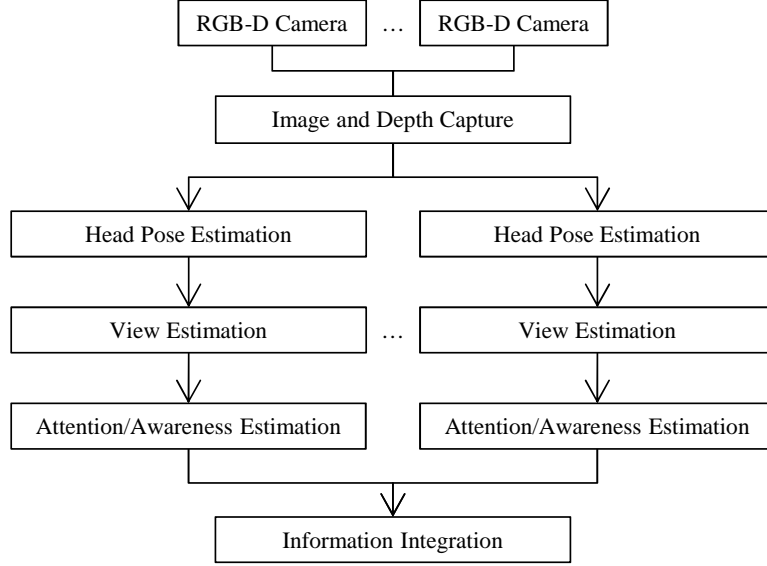 RGB-D Camera … RGB-D Camera
Image and Depth Capture
Head Pose Estimation Head Pose Estimation
View Estimation … View Estimation
Attention/Awareness Estimation Attention/Awareness Estimation
Information Integration